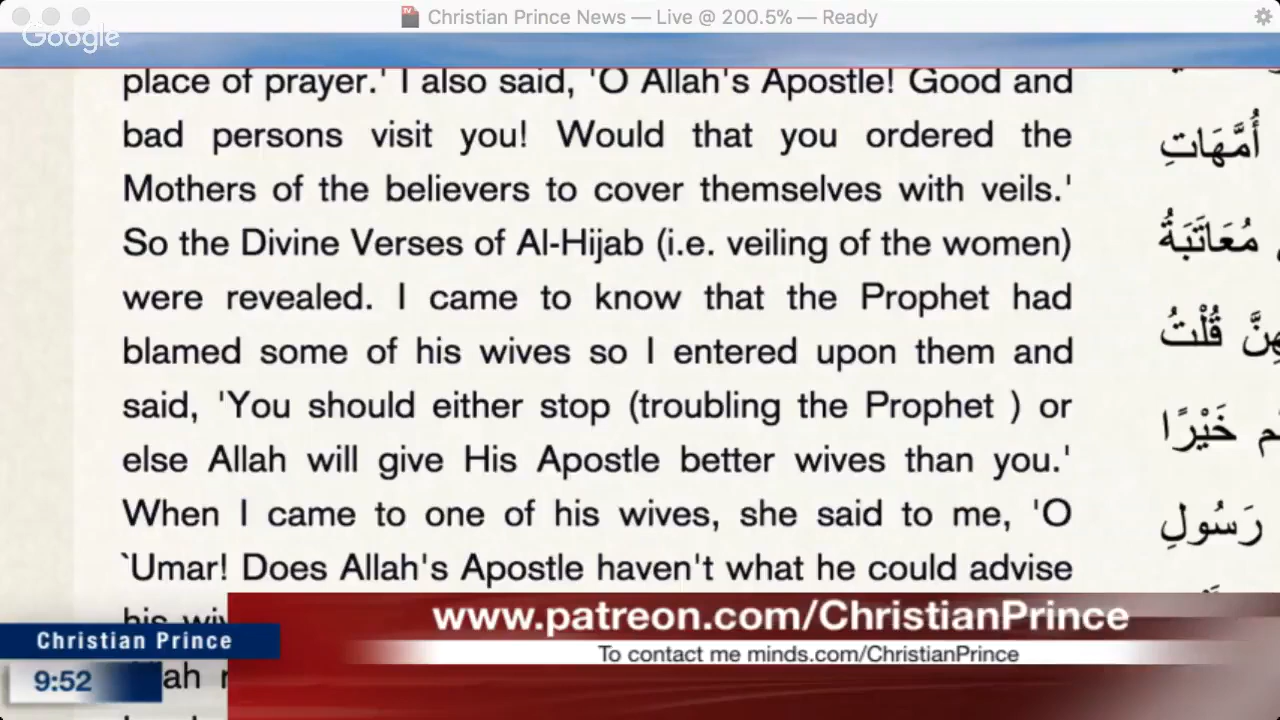 Christian Prince News — Live @ 200.5% — Ready
Google
place of prayer.' I also said, 'O Allah's Apostle! Good and
bad persons visit you! Would that you ordered the
Mothers of the believers to cover themselves with veils.'
So the Divine Verses of Al-Hijab (i.e. veiling of the women)
were revealed. I came to know that the Prophet had
blamed some of his wives so I entered upon them and
said, 'You should either stop (troubling the Prophet ) or
else Allah will give His Apostle better wives than you.'
When I came to one of his wives, she said to me, 'O
`Umar! Does Allah's Apostle haven't what he could advise
أُمَّهَاتِ
مُعَاتَبَةُ
قُلْتُ
خَيْرًا
رَسُولِ
www.patreon.com/ChristianPrince
To contact me minds.com/ChristianPrince
Christian Prince
9:52